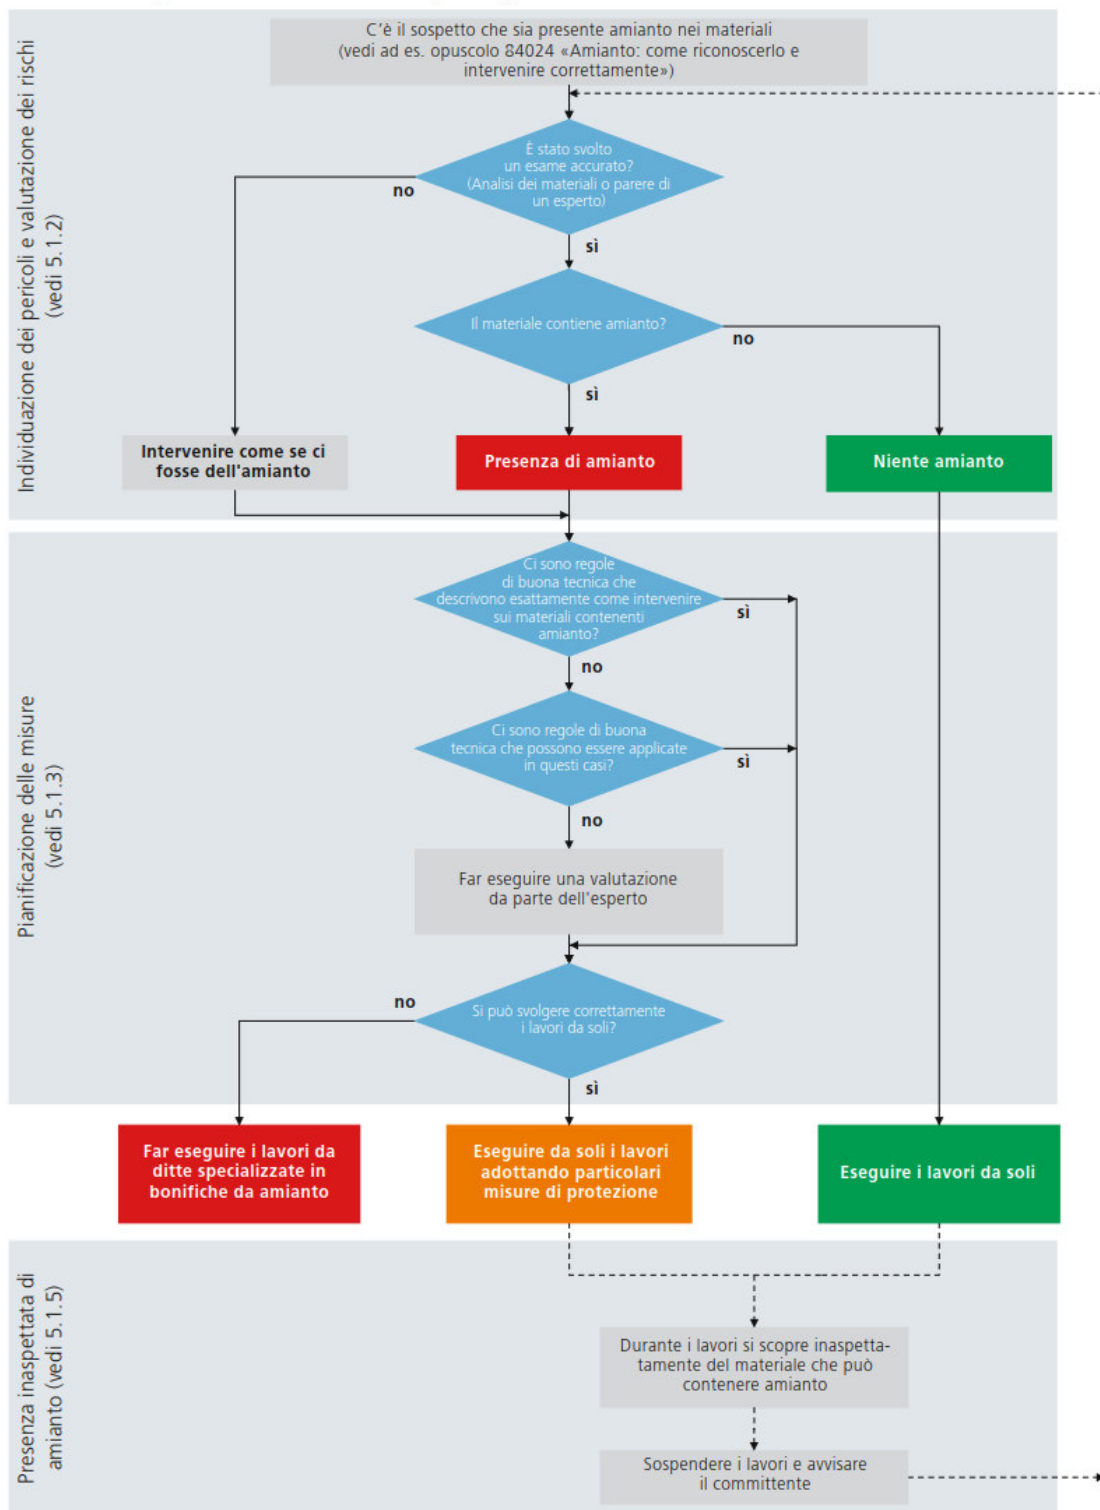 C'è il sospetto che sia presente amianto nei materiali
(vedi ad es. opuscolo 84024 «Amianto: come riconoscerlo e
intervenire correttamente»)
Individuazione dei pericoli e valutazione dei rischi
(vedi 5.1.2)
È stato svolto
un esame accurato?
(Analisi dei materiali o parere di
un esperto)
no
sì
Il materiale contiene amianto?
no
sì
Intervenire come se ci
fosse dell'amianto
Presenza di amianto
Niente amianto
Pianificazione delle misure
(vedi 5.1.3)
Ci sono regole
di buona tecnica che
descrivono esattamente come intervenire
sui materiali contenenti
amianto?
sì
no
Ci sono regole di buona
tecnica che possono essere applicate
in questi casi?
sì
no
Far eseguire una valutazione
da parte dell'esperto
Si può svolgere correttamente
i lavori da soli?
no
sì
Far eseguire i lavori da
ditte specializzate in
bonifiche da amianto
Eseguire da soli i lavori
adottando particolari
misure di protezione
Eseguire i lavori da soli
Presenza inaspettata di
amianto (vedi 5.1.5)
Durante i lavori si scopre inaspetta-
tamente del materiale che può
contenere amianto
Sospendere i lavori e avvisare
il committente